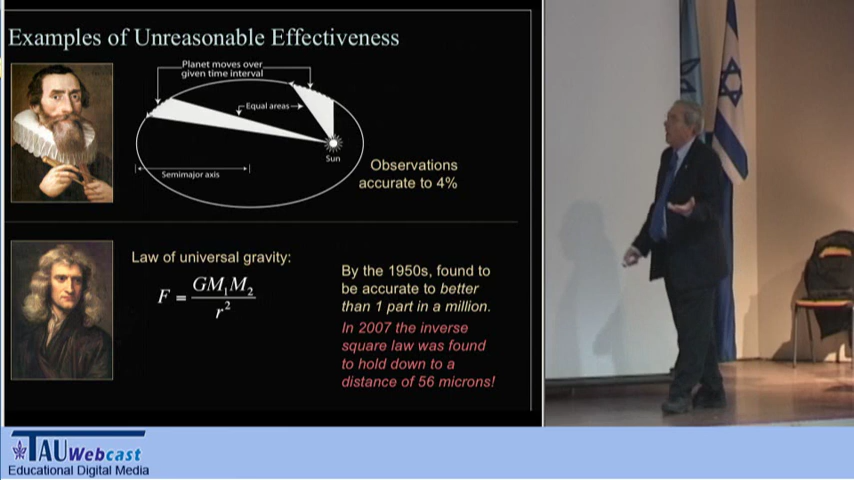 Examples of Unreasonable Effectiveness
Planet moves over
given time interval
Equal areas
Sun
Semimajor axis
Observations
accurate to 4%
Law of universal gravity:
F = GM₁M₂ / r²
By the 1950s, found to
be accurate to better
than 1 part in a million.
In 2007 the inverse
square law was found
to hold down to a
distance of 56 microns!
TAU Webcast
Educational Digital Media